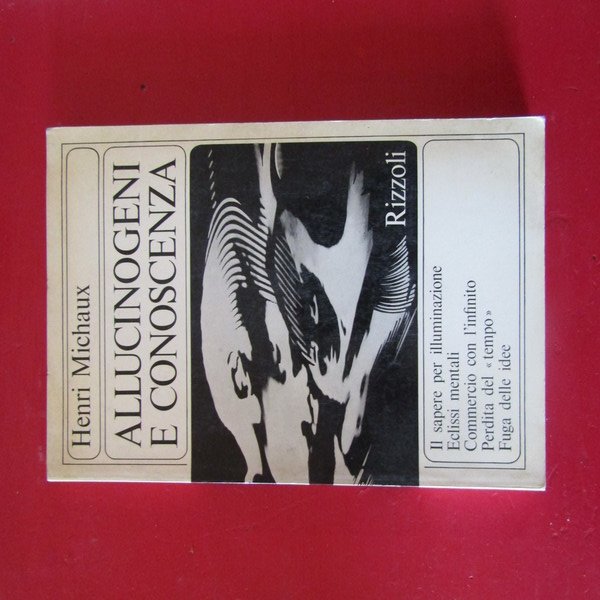 Henri Michaux
ALLUCINOGENI
E CONOSCENZA
Rizzoli
Il sapere per illuminazione
Eclissi mentali
Commercio con l'infinito
Perdita del «tempo»
Fuga delle idee